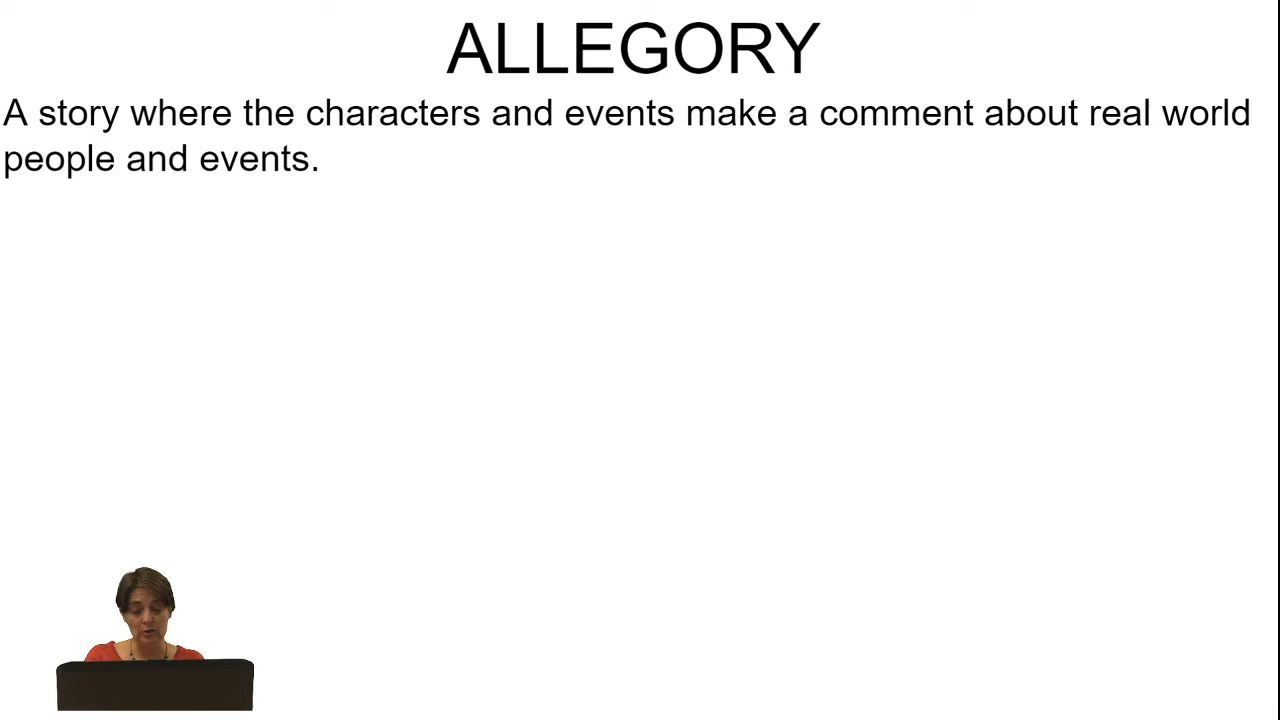 ALLEGORY
A story where the characters and events make a comment about real world
people and events.